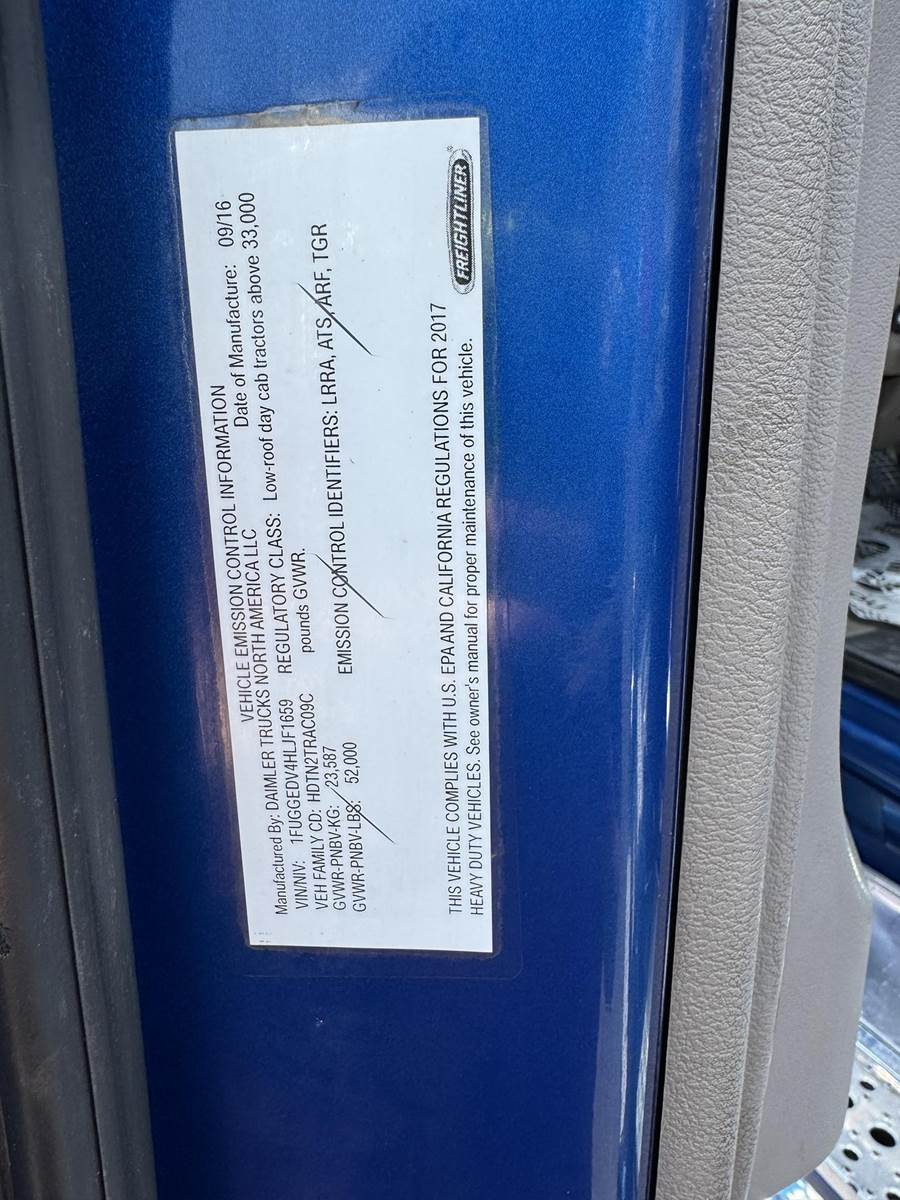 VEHICLE EMISSION CONTROL INFORMATION
Manufactured By: DAIMLER TRUCKS NORTH AMERICA LLC Date of Manufacture: 09/16
VIN/NIV: 1FUGGEDV4HLJF1659 REGULATORY CLASS: Low-roof day cab tractors above 33,000
VEH FAMILY CD: HDTN2TRAC09C pounds GVWR.
GVWR-PNBV-KG: 23,587
GVWR-PNBV-LBS: 52,000 EMISSION CONTROL IDENTIFIERS: LRRA, ATS, ARF, TGR
THIS VEHICLE COMPLIES WITH U.S. EPA AND CALIFORNIA REGULATIONS FOR 2017
HEAVY DUTY VEHICLES. See owner's manual for proper maintenance of this vehicle.
FREIGHTLINER®